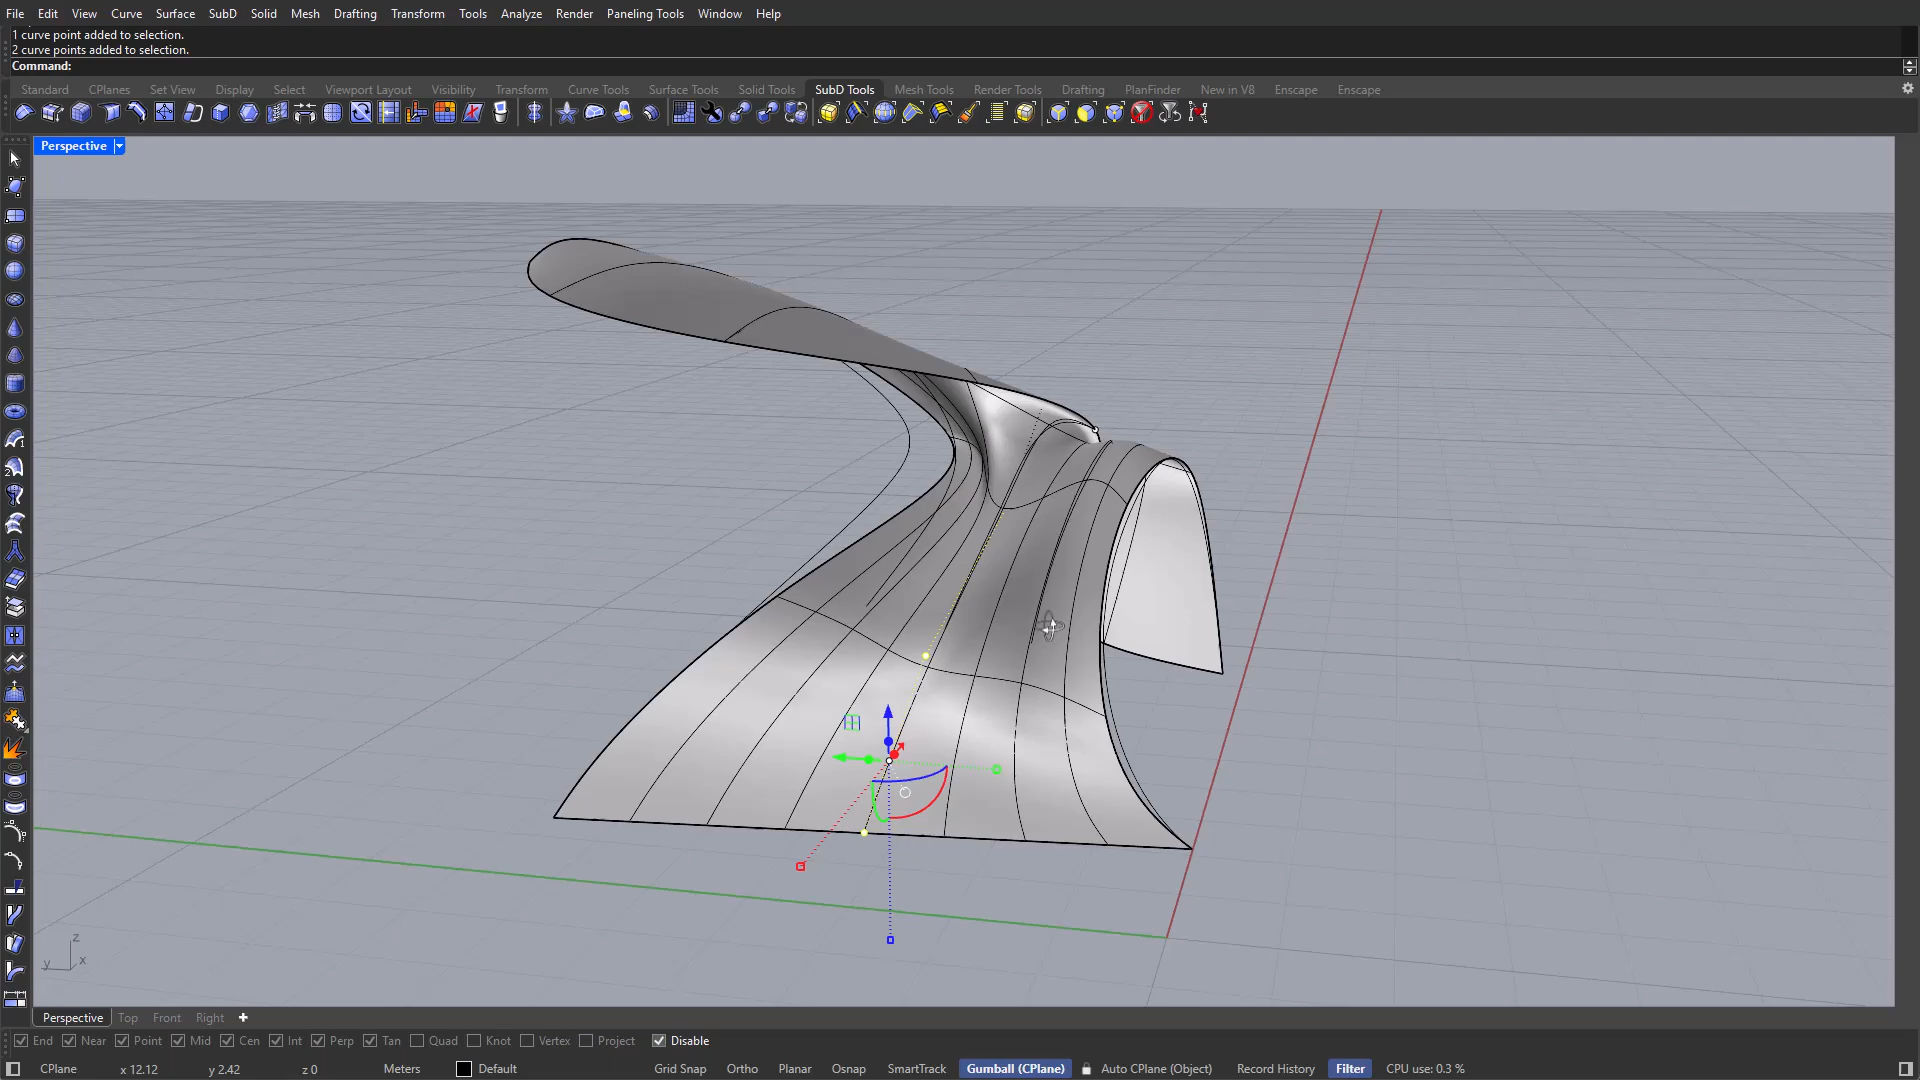 File Edit View Curve Surface SubD Solid Mesh Drafting Transform Tools Analyze Render Paneling Tools Window Help
1 curve point added to selection.
2 curve points added to selection.
Command:
Standard CPlanes Set View Display Select Viewport Layout Visibility Transform Curve Tools Surface Tools Solid Tools SubD Tools Mesh Tools Render Tools Drafting PlanFinder New in V8 Enscape Enscape
Perspective
z
y x
Perspective Top Front Right
End Near Point Mid Cen Int Perp Tan Quad Knot Vertex Project Disable
CPlane x 12.12 y 2.42 z 0 Meters Default Grid Snap Ortho Planar Osnap SmartTrack Gumball (CPlane) Auto CPlane (Object) Record History Filter CPU use: 0.3 %